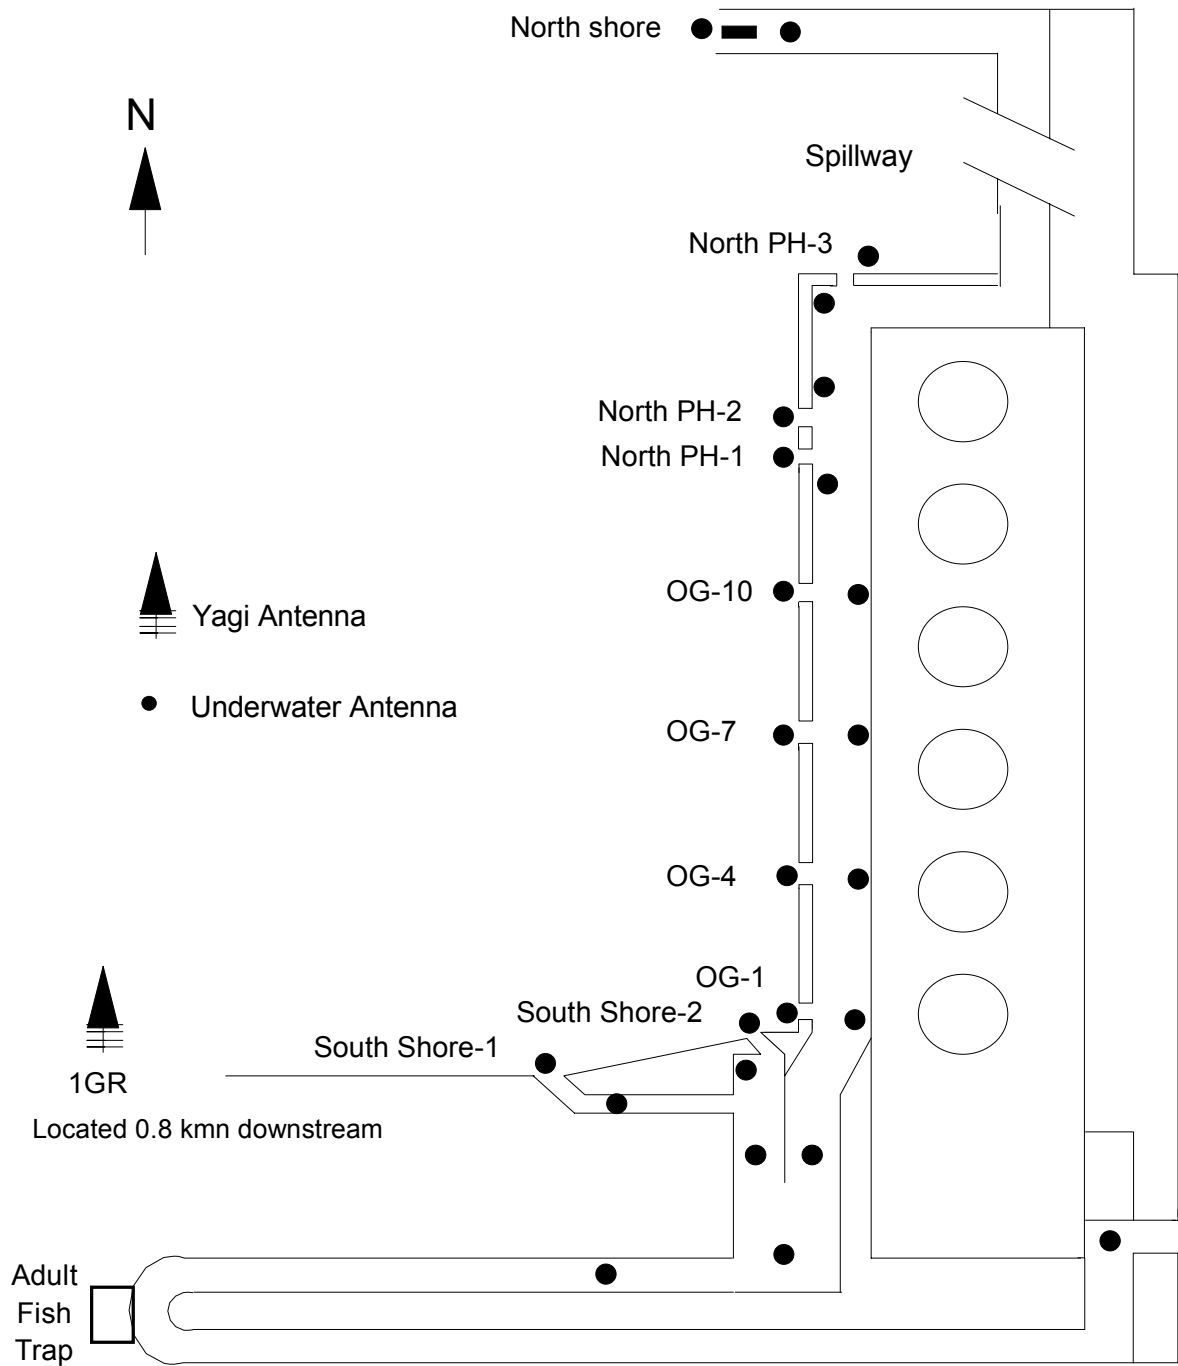 North shore
N
Spillway
North PH-3
North PH-2
North PH-1
OG-10
Yagi Antenna
Underwater Antenna
OG-7
OG-4
OG-1
South Shore-2
South Shore-1
1GR
Located 0.8 kmn downstream
Adult
Fish
Trap